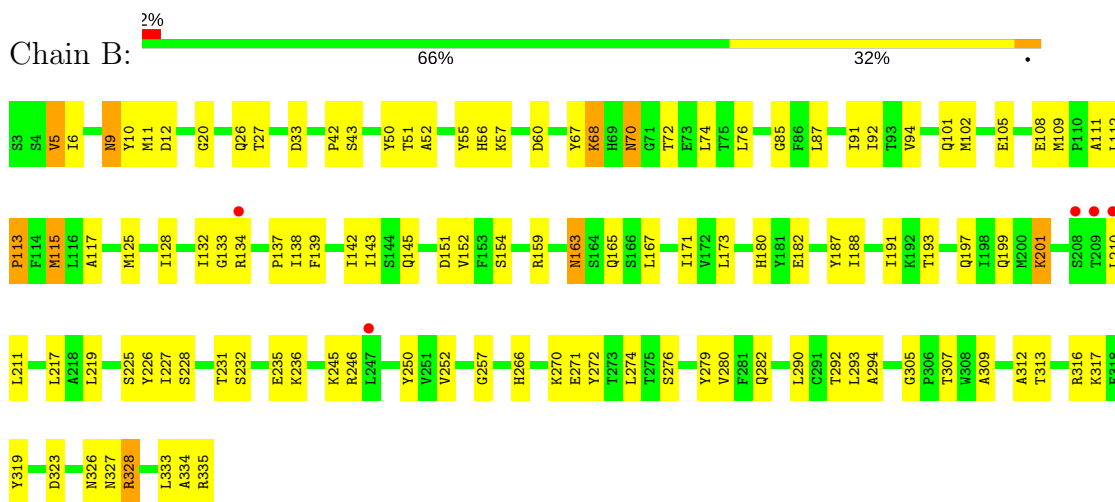 2%
Chain B:
66% 32% •
S3 S4 V5 I6 N9 Y10 M11 D12 G20 Q26 T27 D33 P42 S43 Y50 T51 A52 Y55 H56 K57 D60 Y67 K68 H69 N70 G71 T72 E73 L74 T75 L76 G85 F86 L87 I91 I92 T93 V94 Q101 M102 E105 E108 M109 P110 A111 L112
P113 F114 M115 L116 A117 M125 I128 I132 G133 R134 P137 I138 F139 I142 I143 S144 Q145 D151 V152 F153 S154 R159 N163 S164 Q165 S166 L167 I171 V172 L173 H180 Y181 E182 Y187 I188 I191 K192 T193 Q197 I198 Q199 M200 K201 S208 T209 L210
L211 L217 A218 L219 S225 Y226 I227 S228 T231 S232 E235 K236 K245 R246 L247 Y250 V251 V252 G257 H266 K270 E271 Y272 T273 L274 T275 S276 Y279 V280 F281 Q282 L290 C291 T292 L293 A294 G305 P306 T307 W308 A309 A312 T313 R316 K317 E318
Y319 D323 N326 N327 R328 L333 A334 R335